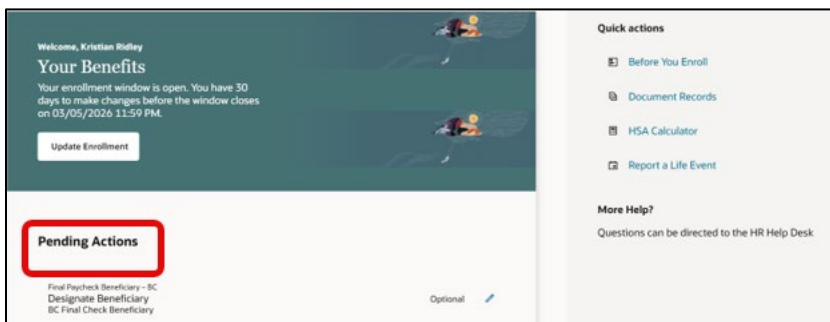 Welcome, Kristian Ridley
Your Benefits
Your enrollment window is open. You have 30
days to make changes before the window closes
on 03/05/2026 11:59 PM.
Update Enrollment
Pending Actions
Final Paycheck Beneficiary – BC
Designate Beneficiary
BC Final Check Beneficiary
Optional
Quick actions
Before You Enroll
Document Records
HSA Calculator
Report a Life Event
More Help?
Questions can be directed to the HR Help Desk